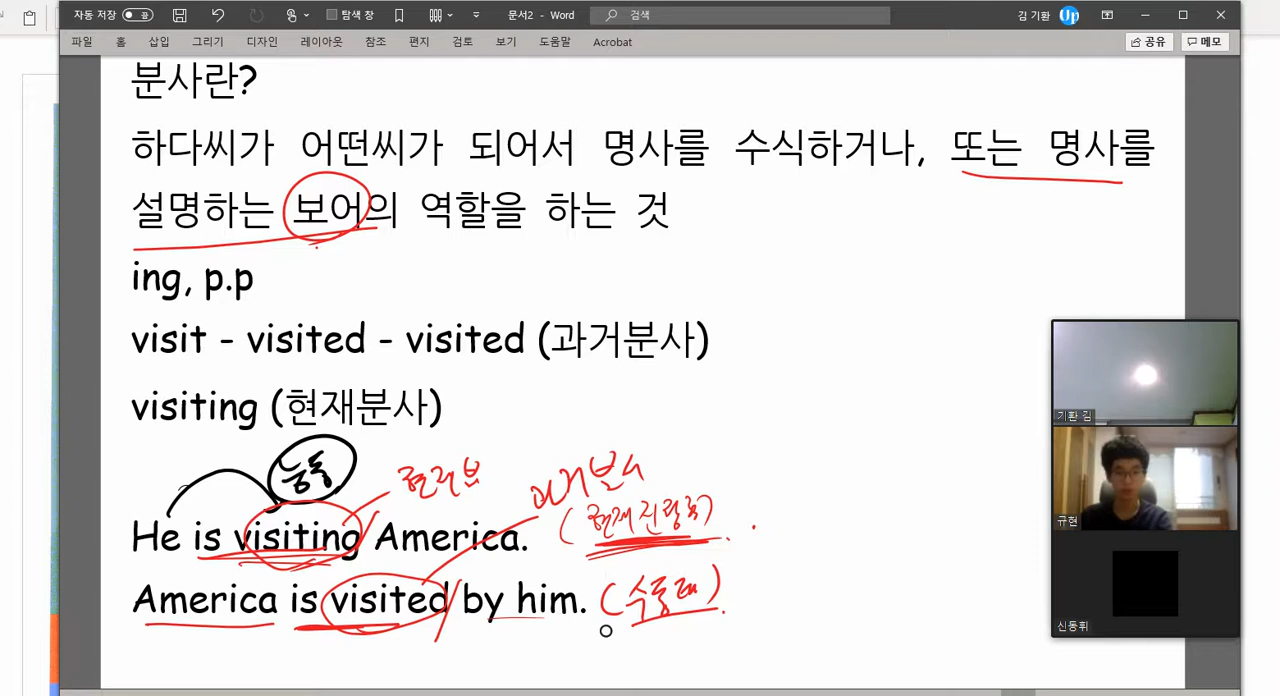 자동 저장 끔 탐색 창 문서2 - Word 검색 김 기환 Up
파일 홈 삽입 그리기 디자인 레이아웃 참조 편지 검토 보기 도움말 Acrobat 공유 메모
분사란?
하다씨가 어떤씨가 되어서 명사를 수식하거나, 또는 명사를
설명하는 보어의 역할을 하는 것
ing, p.p
visit - visited - visited (과거분사)
visiting (현재분사)
능동
과거분사
(현재진행형)
He is visiting America.
America is visited by him. (수동태)
기환 김
규현
신동휘